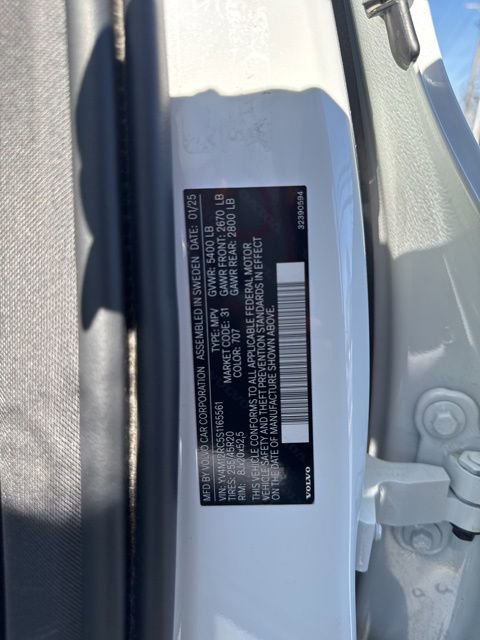 MFD BY VOLVO CAR CORPORATION ASSEMBLED IN SWEDEN DATE: 01/25
GVWR: 5400 LB
VIN: TYPE: MPV GAWR FRONT: 2670 LB
TIRES: 255/45R20 MARKET CODE: 31 GAWR REAR: 2800 LB
RIM: 8Jx20x52,5 COLOR: 707
THIS VEHICLE CONFORMS TO ALL APPLICABLE FEDERAL MOTOR
VEHICLE SAFETY AND THEFT PREVENTION STANDARDS IN EFFECT
ON THE DATE OF MANUFACTURE SHOWN ABOVE.
VOLVO 32390594